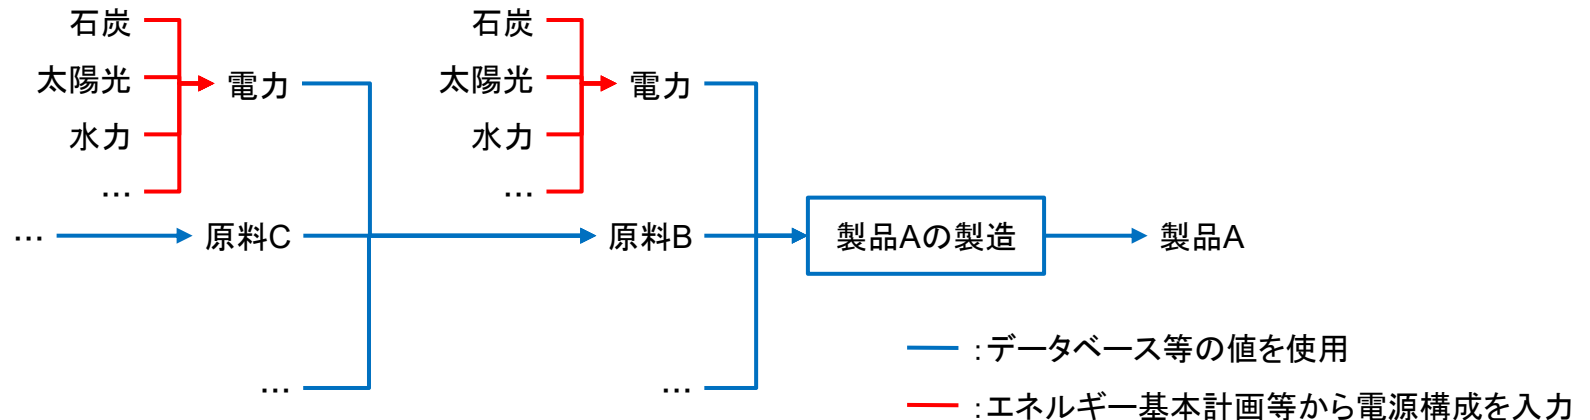 石炭
太陽光
水力
…
電力
石炭
太陽光
水力
…
電力
…
原料C
原料B
製品Aの製造
製品A
…
…
:データベース等の値を使用
:エネルギー基本計画等から電源構成を入力